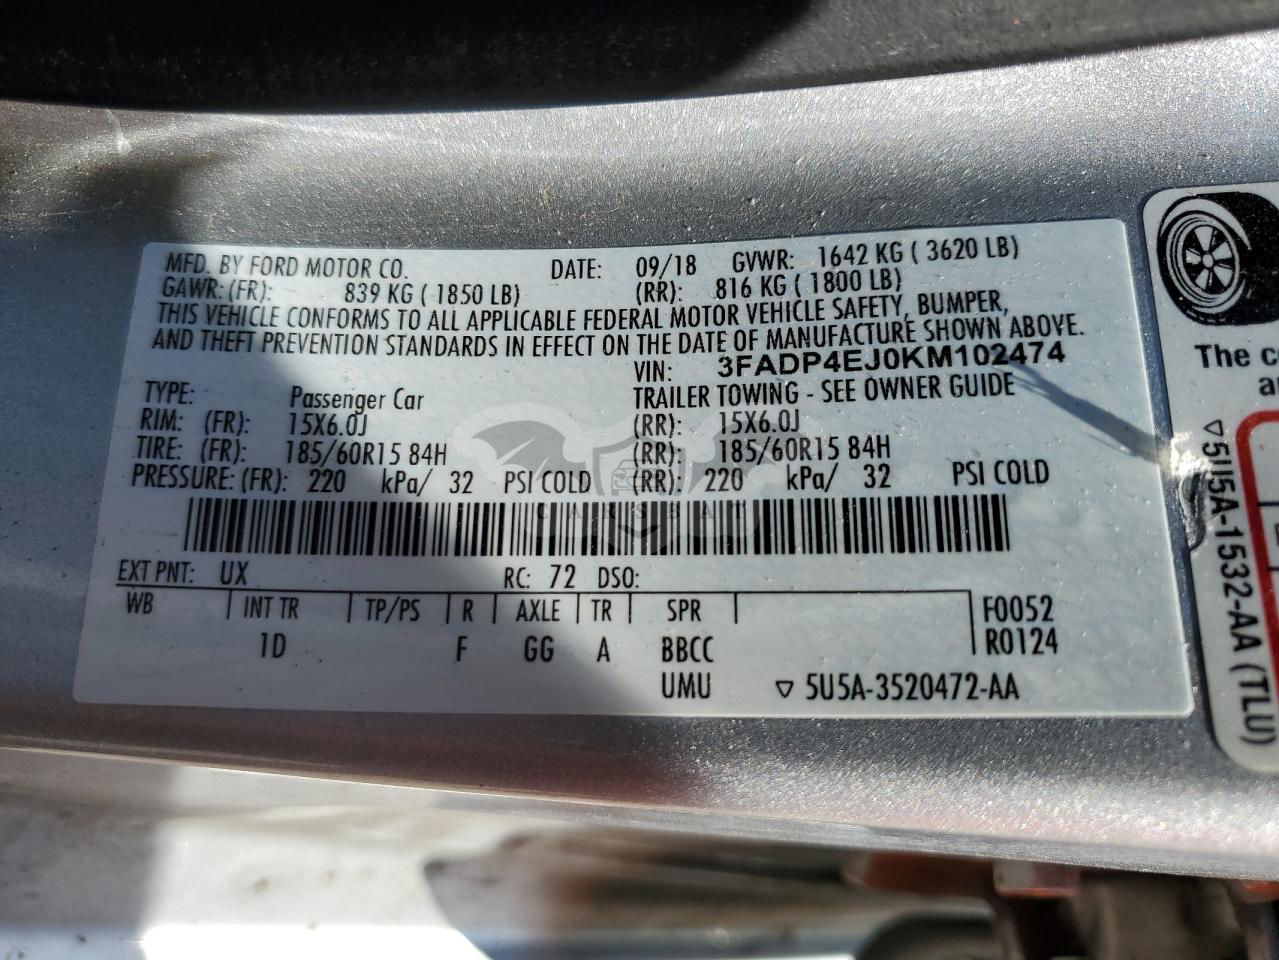 MFD. BY FORD MOTOR CO. DATE: 09/18 GVWR: 1642 KG ( 3620 LB)
GAWR: (FR): 839 KG ( 1850 LB) (RR): 816 KG ( 1800 LB)
THIS VEHICLE CONFORMS TO ALL APPLICABLE FEDERAL MOTOR VEHICLE SAFETY, BUMPER,
AND THEFT PREVENTION STANDARDS IN EFFECT ON THE DATE OF MANUFACTURE SHOWN ABOVE.
VIN: 3FADP4EJ0KM102474
TYPE: Passenger Car TRAILER TOWING - SEE OWNER GUIDE
RIM: (FR): 15X6.0J (RR): 15X6.0J
TIRE: (FR): 185/60R15 84H (RR): 185/60R15 84H
PRESSURE: (FR): 220 kPa/ 32 PSI COLD (RR): 220 kPa/ 32 PSI COLD
CARSBAT
EXT PNT: UX RC: 72 DSO:
WB INT TR TP/PS R AXLE TR SPR F0052
1D F GG A BBCC R0124
UMU ▽ 5U5A-3520472-AA
The
▽5U5A-1532-AA (TLU)